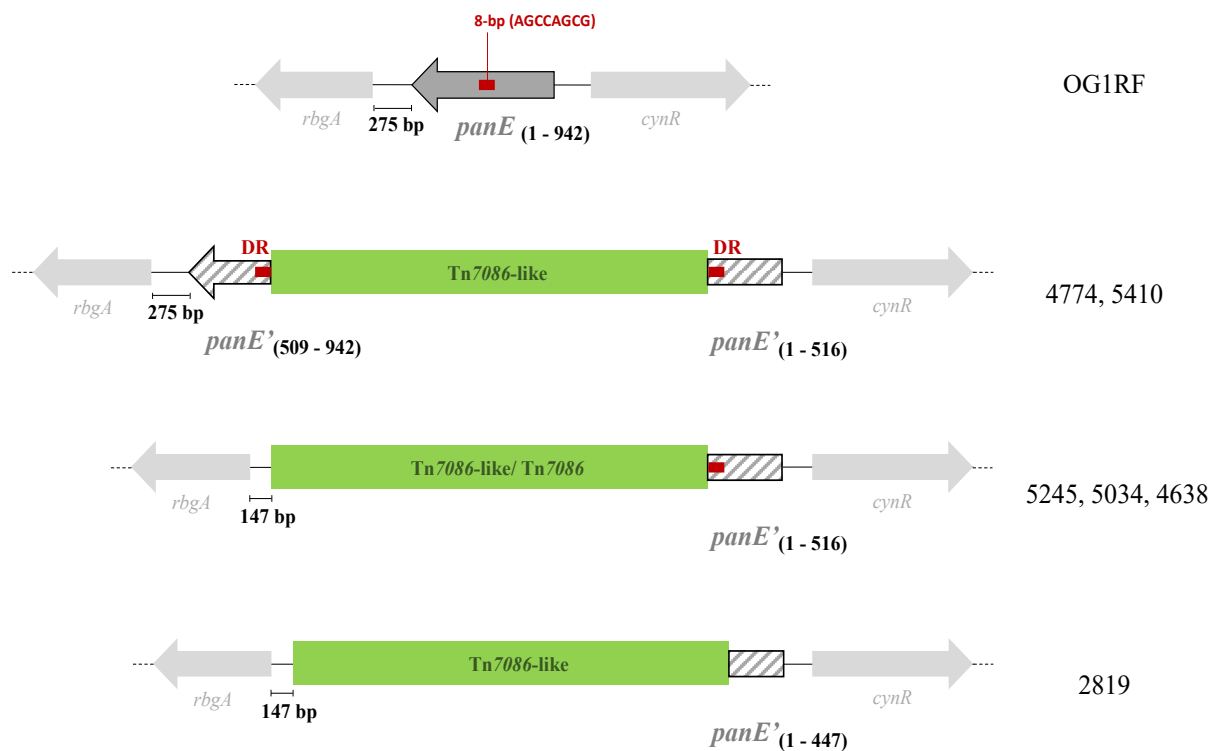 8-bp (AGCCAGCG)
OG1RF
rbgA
275 bp
panE (1 - 942)
cynR
DR
DR
Tn7086-like
4774, 5410
rbgA
275 bp
cynR
panE’(509 - 942)
panE’(1 - 516)
Tn7086-like/ Tn7086
5245, 5034, 4638
rbgA
147 bp
cynR
panE’(1 - 516)
Tn7086-like
2819
rbgA
147 bp
cynR
panE’(1 - 447)